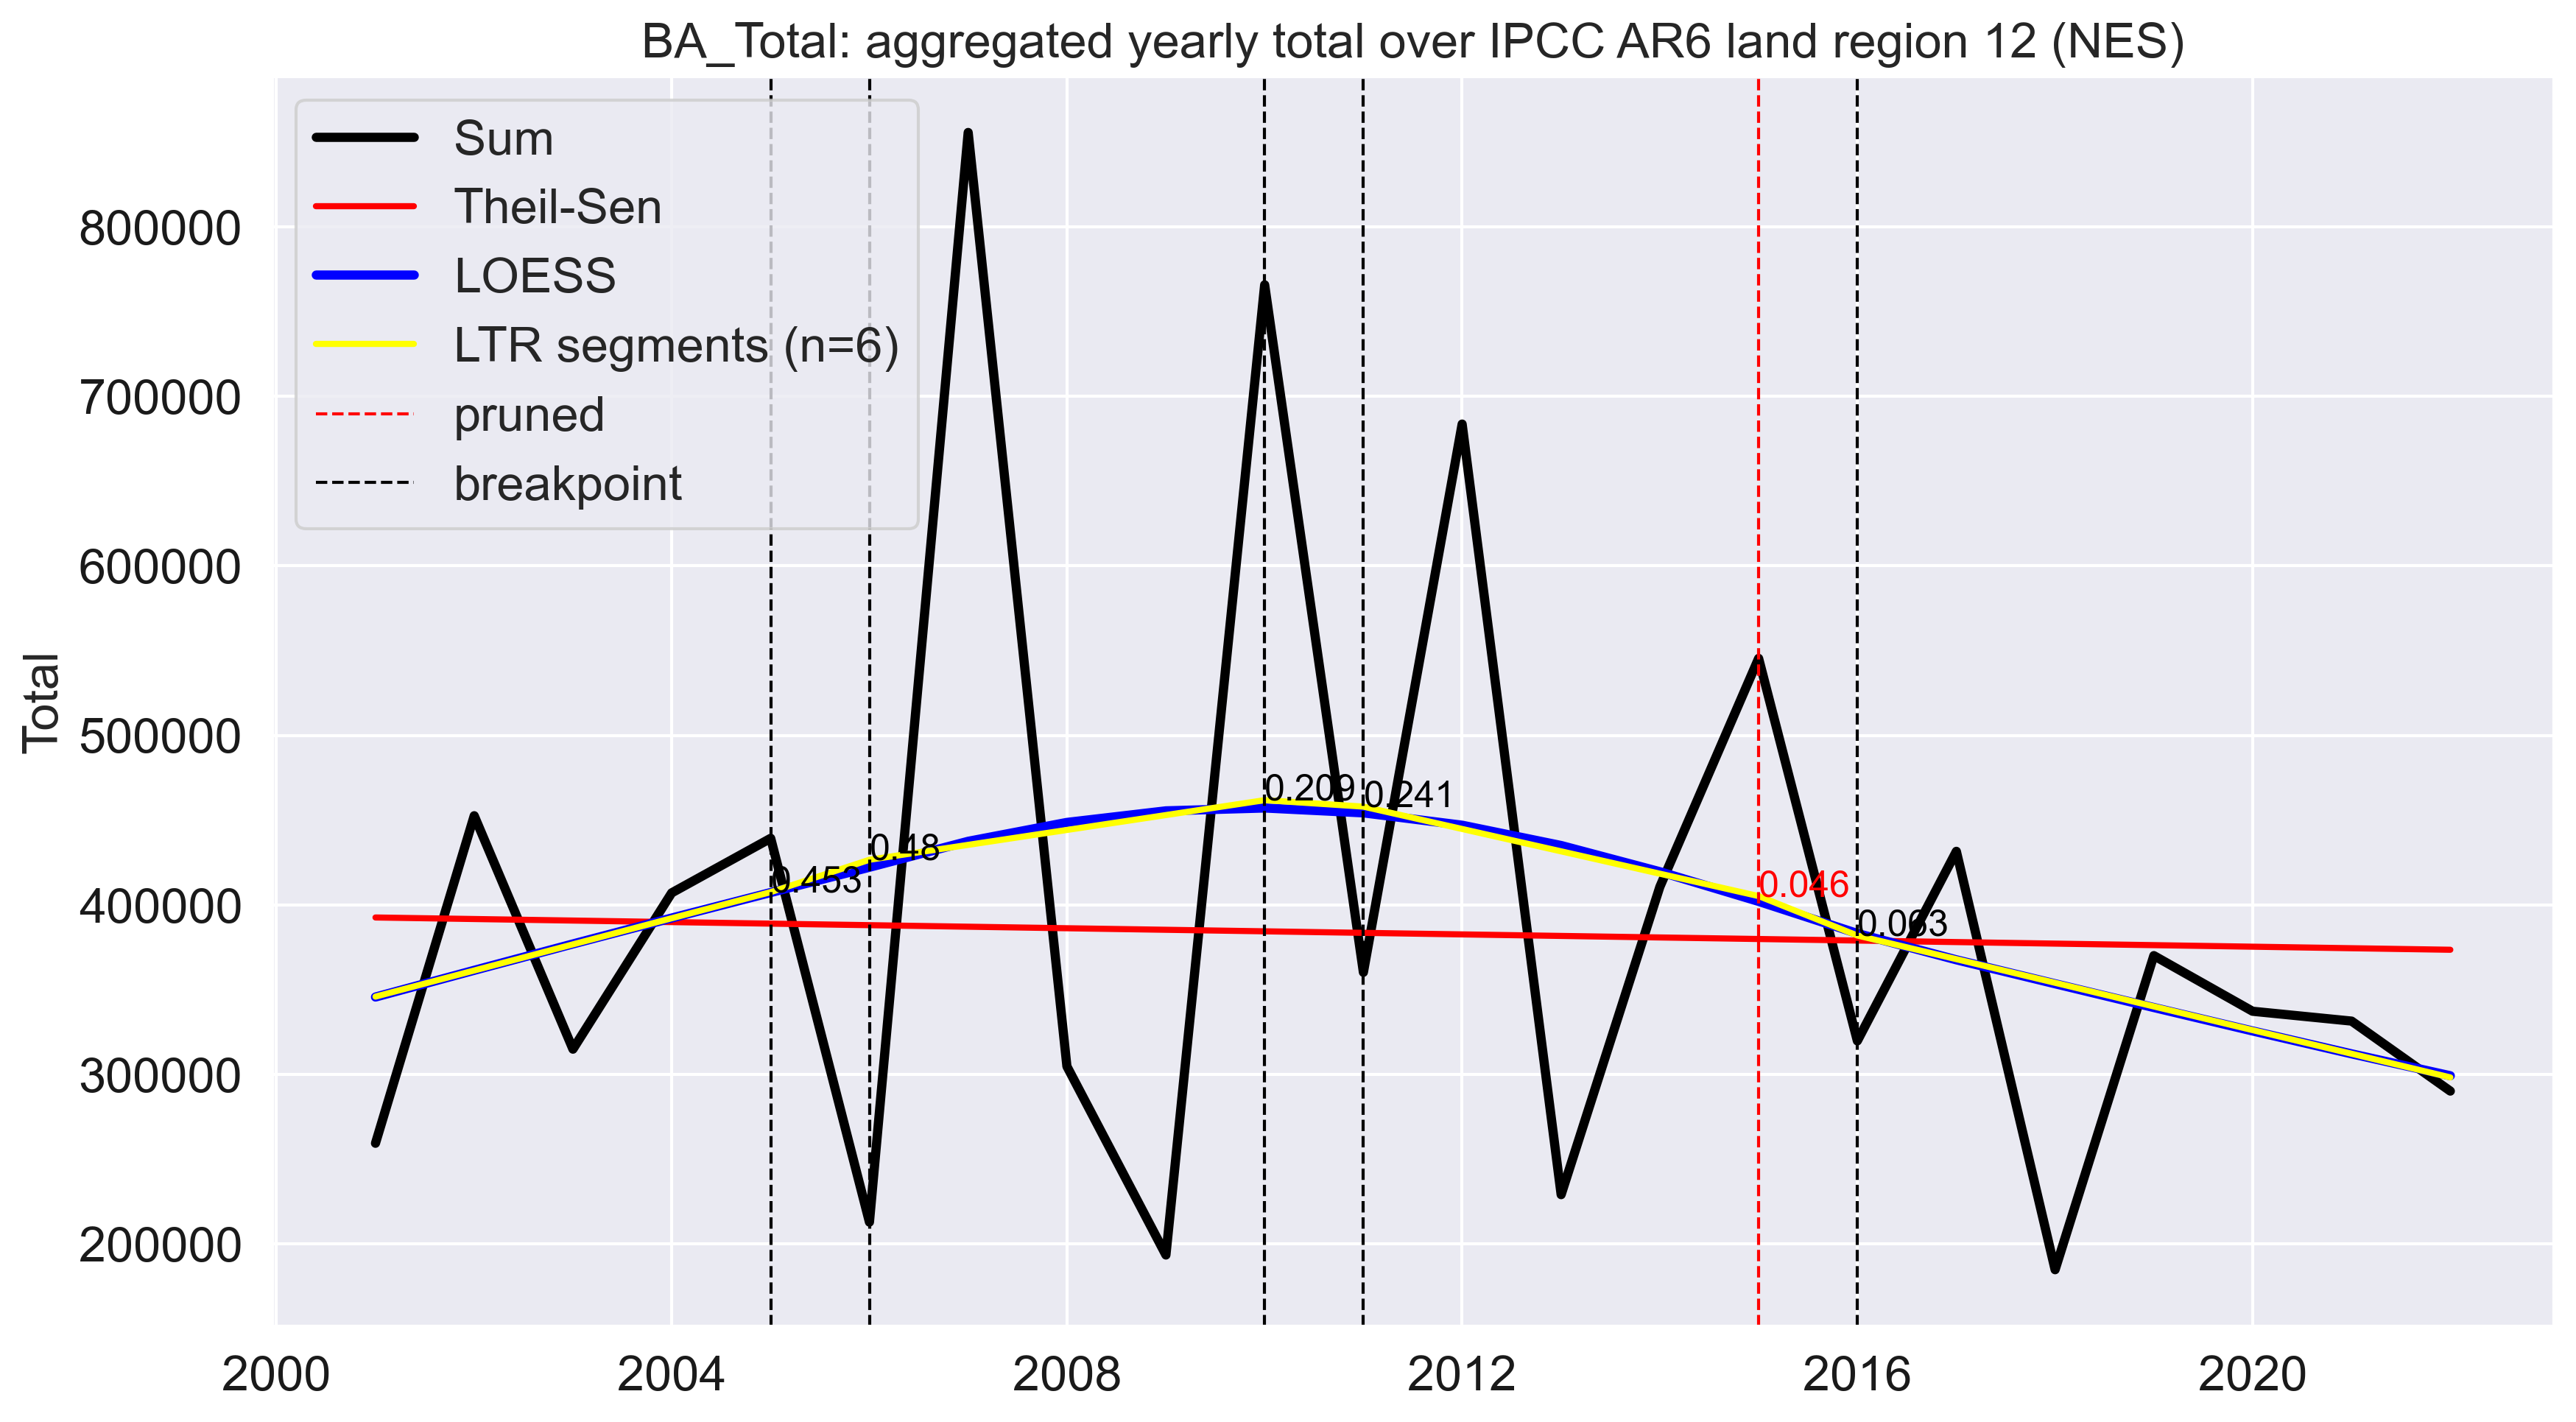 BA_Total: aggregated yearly total over IPCC AR6 land region 12 (NES)
Sum
Theil-Sen
LOESS
LTR segments (n=6)
pruned
breakpoint
Total
800000
700000
600000
500000
400000
300000
200000
0.453
0.48
0.209
0.241
0.046
0.063
2000
2004
2008
2012
2016
2020